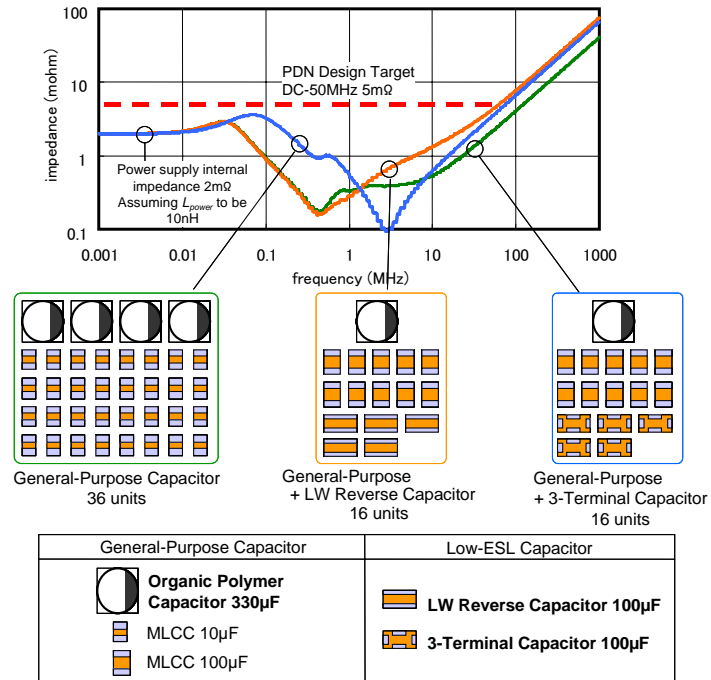 100
10
1
0.1
impedance (mohm)
PDN Design Target
DC-50MHz 5mΩ
Power supply internal
impedance 2mΩ
Assuming Lpower to be
10nH
0.001
0.01
0.1
1
10
100
1000
frequency (MHz)
General-Purpose Capacitor
36 units
General-Purpose
+ LW Reverse Capacitor
16 units
General-Purpose
+ 3-Terminal Capacitor
16 units
General-Purpose Capacitor
Low-ESL Capacitor
Organic Polymer
Capacitor 330µF
MLCC 10µF
MLCC 100µF
LW Reverse Capacitor 100µF
3-Terminal Capacitor 100µF